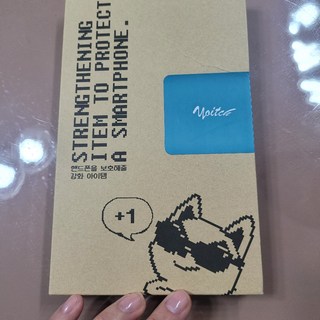 STRENGTHENING
ITEM TO PROTECT
A SMARTPHONE.
핸드폰을 보호해줄
강화 아이템
Yoitco
+1